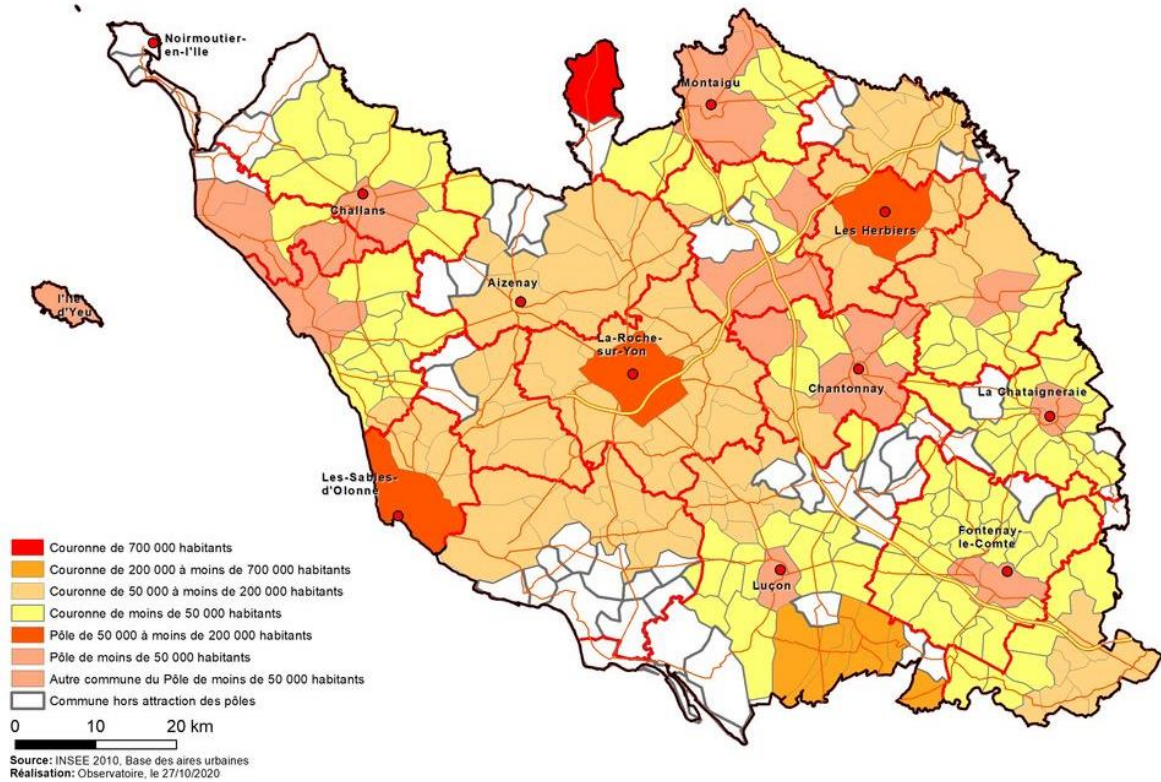 Noirmoutier-
en-l'Ile
Montaigu
Challans
Les Herbiers
l'Ile
d'Yeu
Aizenay
La-Roche-
sur-Yon
Chantonnay
La Chataigneraie
Les-Sables-
d'Olonne
Fontenay-
le-Comte
Luçon
Couronne de 700 000 habitants
Couronne de 200 000 à moins de 700 000 habitants
Couronne de 50 000 à moins de 200 000 habitants
Couronne de moins de 50 000 habitants
Pôle de 50 000 à moins de 200 000 habitants
Pôle de moins de 50 000 habitants
Autre commune du Pôle de moins de 50 000 habitants
Commune hors attraction des pôles
0 10 20 km
Source: INSEE 2010, Base des aires urbaines
Réalisation: Observatoire, le 27/10/2020